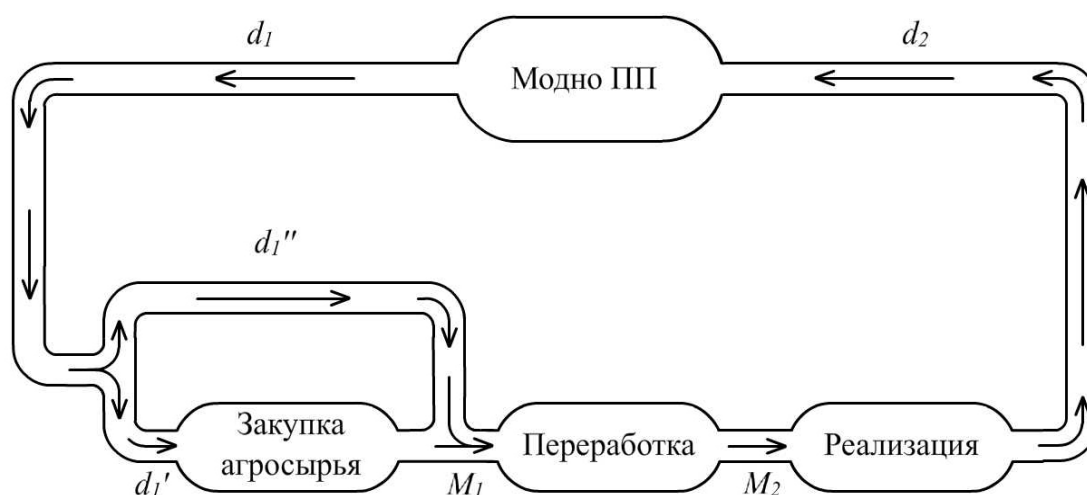 d₁
Модно ПП
d₂
d₁''
Закупка
агросырья
Переработка
Реализация
d₁'
M₁
M₂